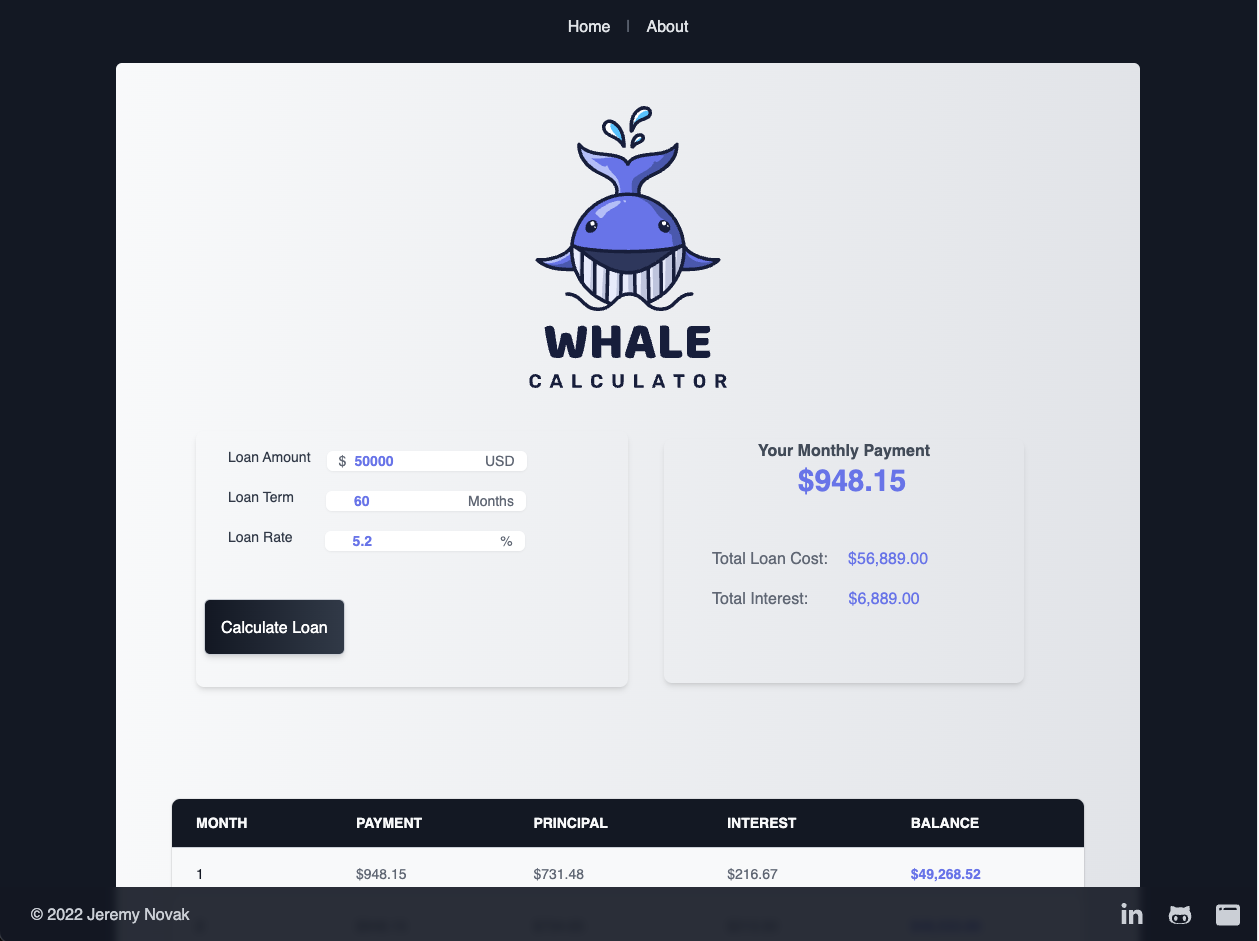 Home | About
WHALE
CALCULATOR
Loan Amount $ 50000 USD
Loan Term 60 Months
Loan Rate 5.2 %
Calculate Loan
Your Monthly Payment
$948.15
Total Loan Cost: $56,889.00
Total Interest: $6,889.00
MONTH PAYMENT PRINCIPAL INTEREST BALANCE
1 $948.15 $731.48 $216.67 $49,268.52
© 2022 Jeremy Novak
in